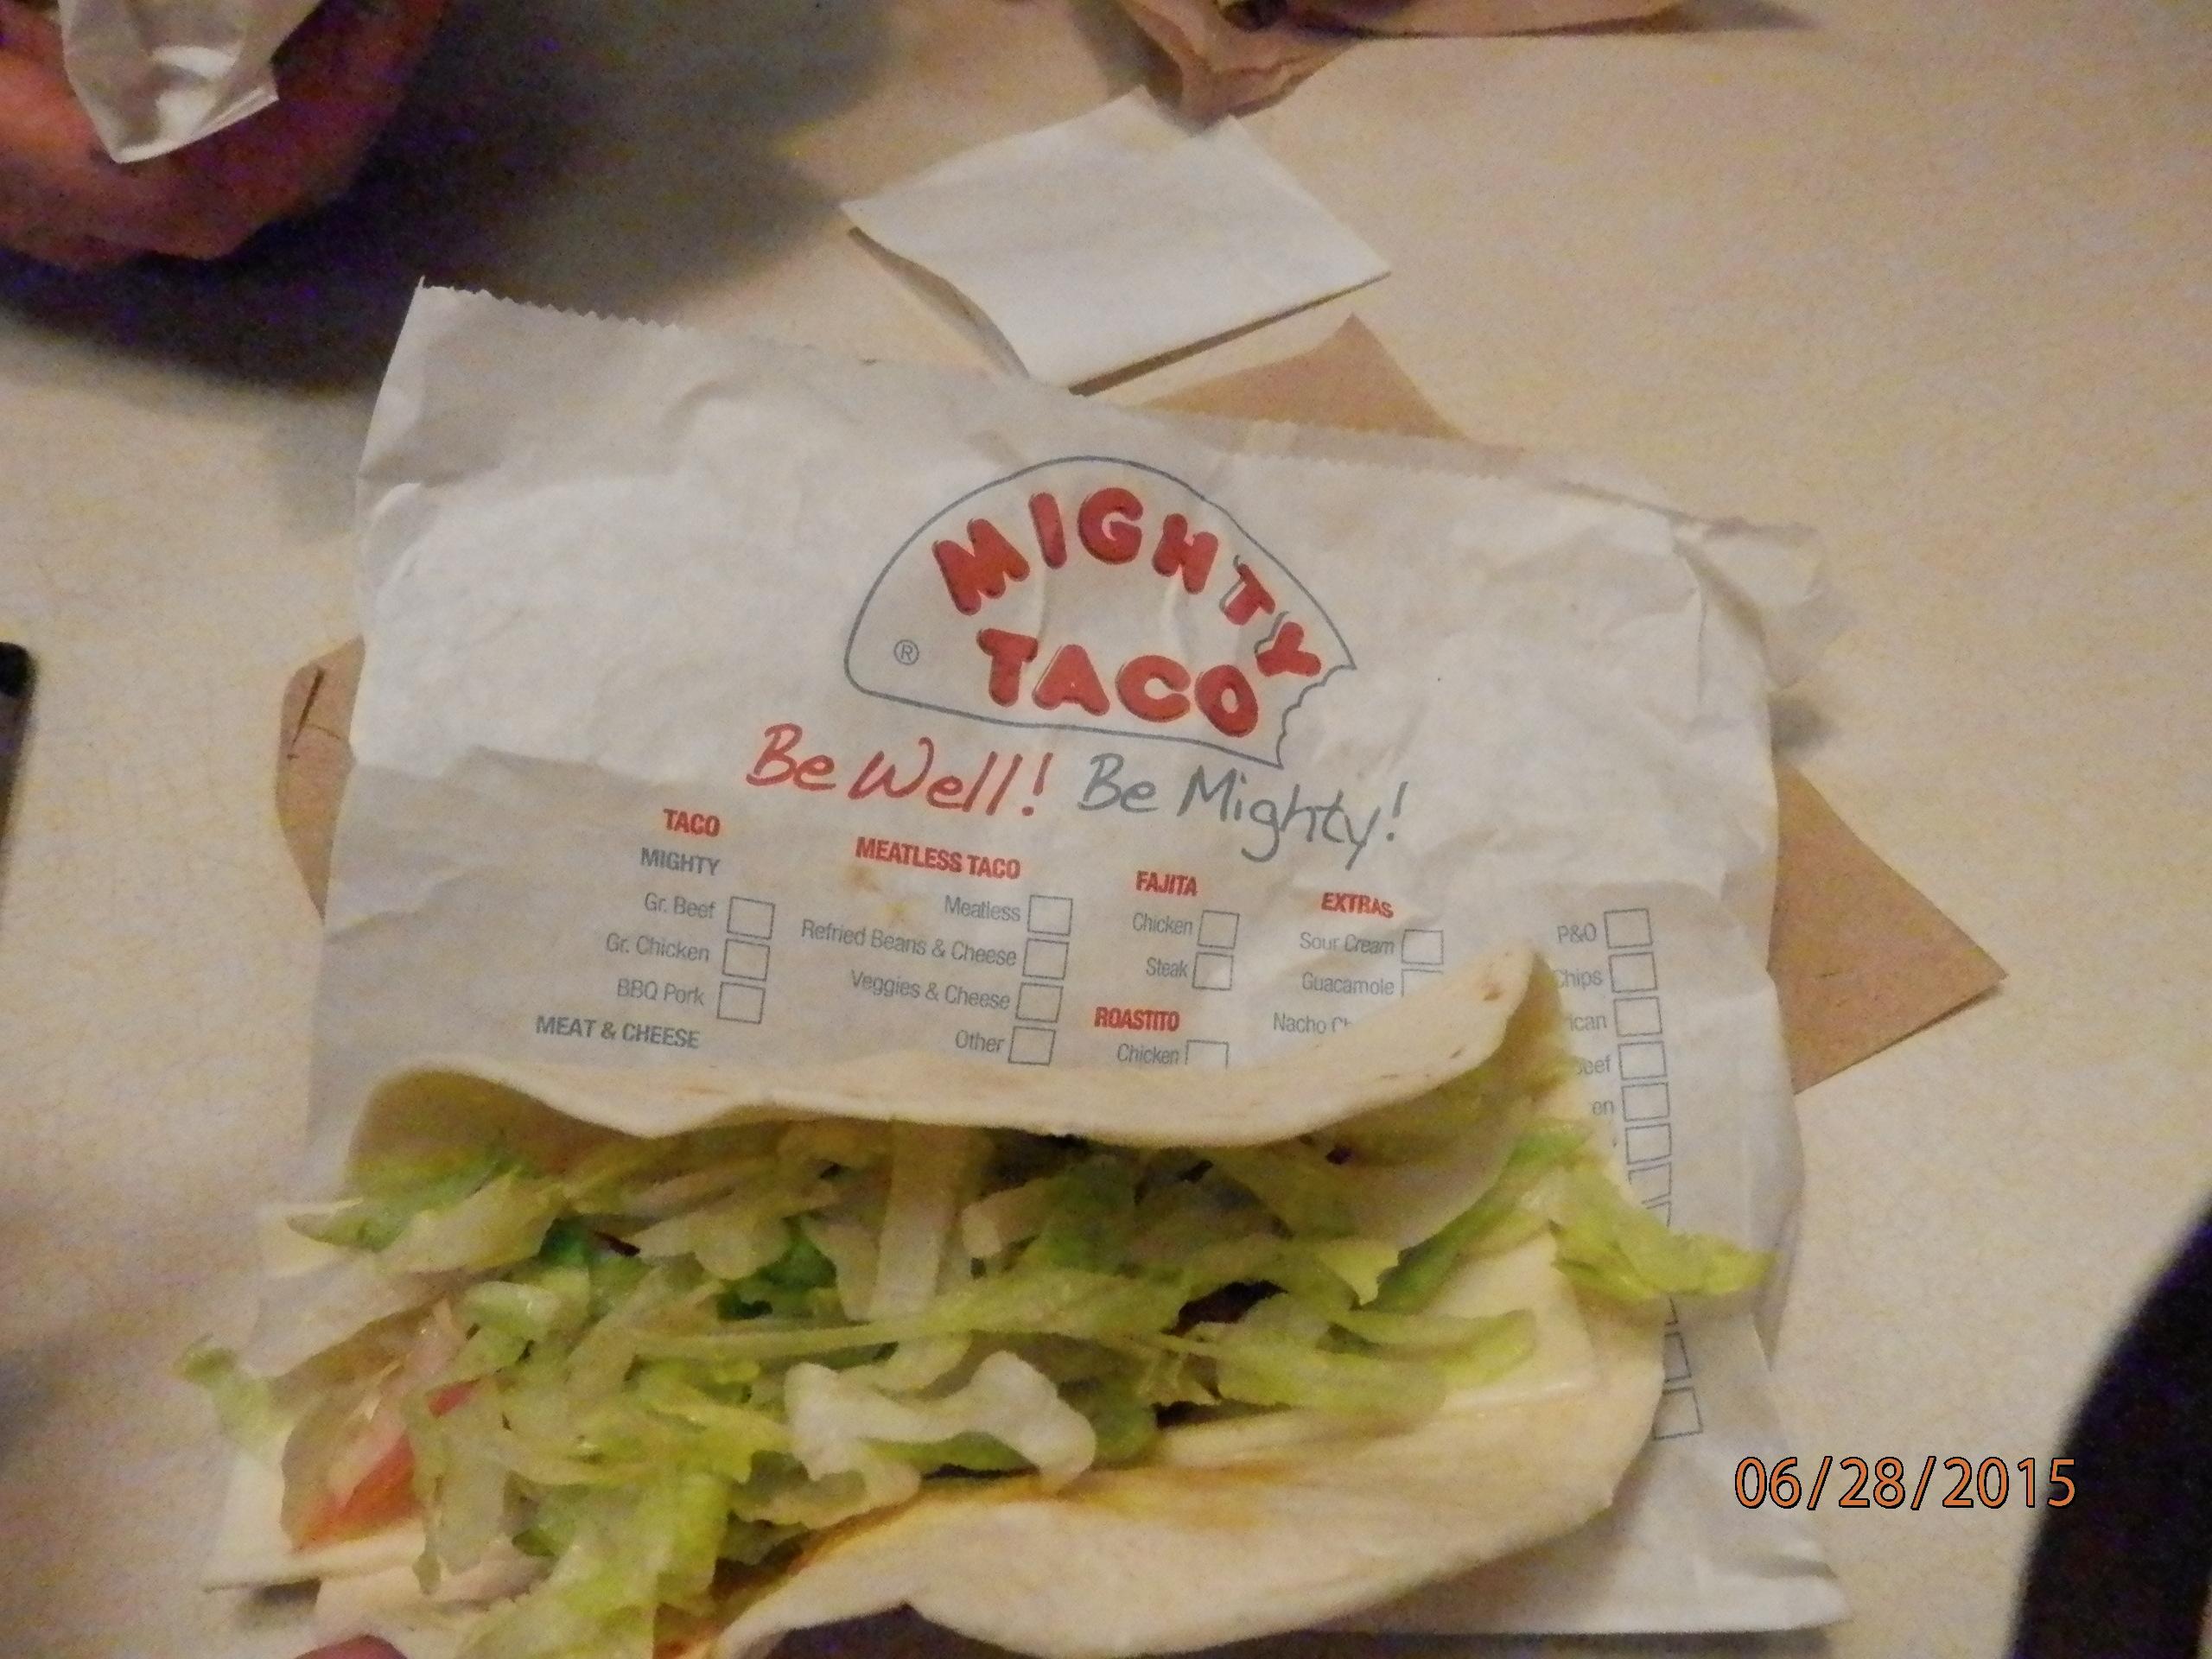 MIGHTY
TACO
®
Be Well! Be Mighty!
TACO
MIGHTY
Gr. Beef
Gr. Chicken
BBQ Pork
MEAT & CHEESE
MEATLESS TACO
Meatless
Refried Beans & Cheese
Veggies & Cheese
Other
FAJITA
Chicken
Steak
ROASTITO
Chicken
EXTRAS
Sour Cream
Guacamole
Nacho
P&O
06/28/2015